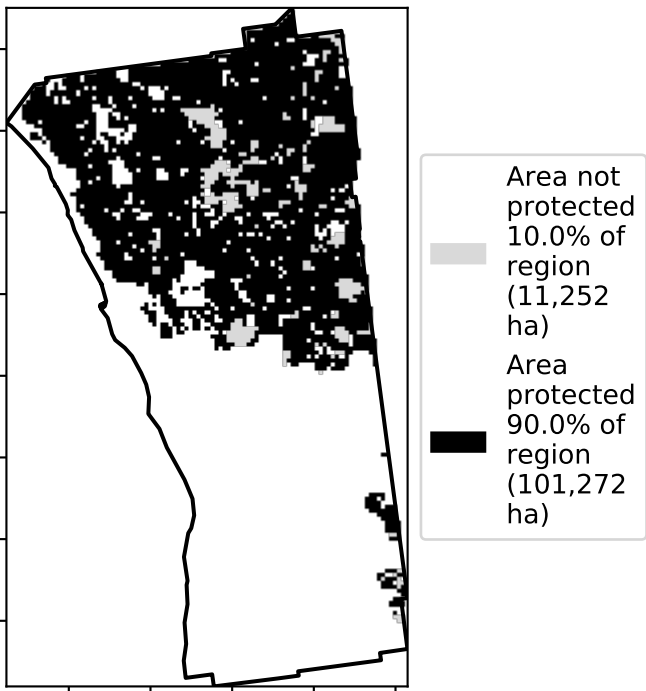 Area not
protected
10.0% of
region
(11,252
ha)
Area
protected
90.0% of
region
(101,272
ha)